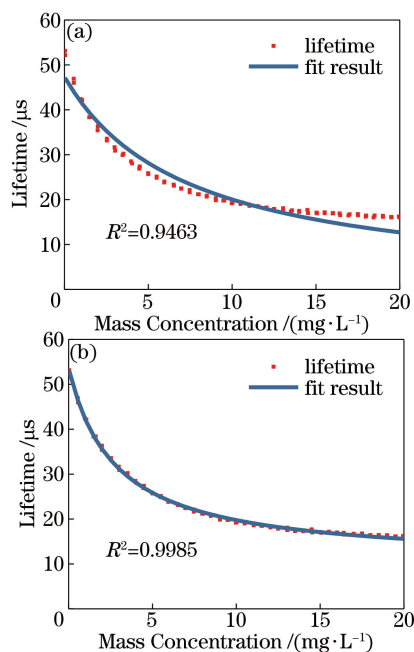 (a)
60
50
40
30
20
10
Lifetime /μs
lifetime
fit result
R²=0.9463
0 5 10 15 20
Mass Concentration /(mg·L⁻¹)
(b)
60
50
40
30
20
10
Lifetime /μs
lifetime
fit result
R²=0.9985
0 5 10 15 20
Mass Concentration /(mg·L⁻¹)